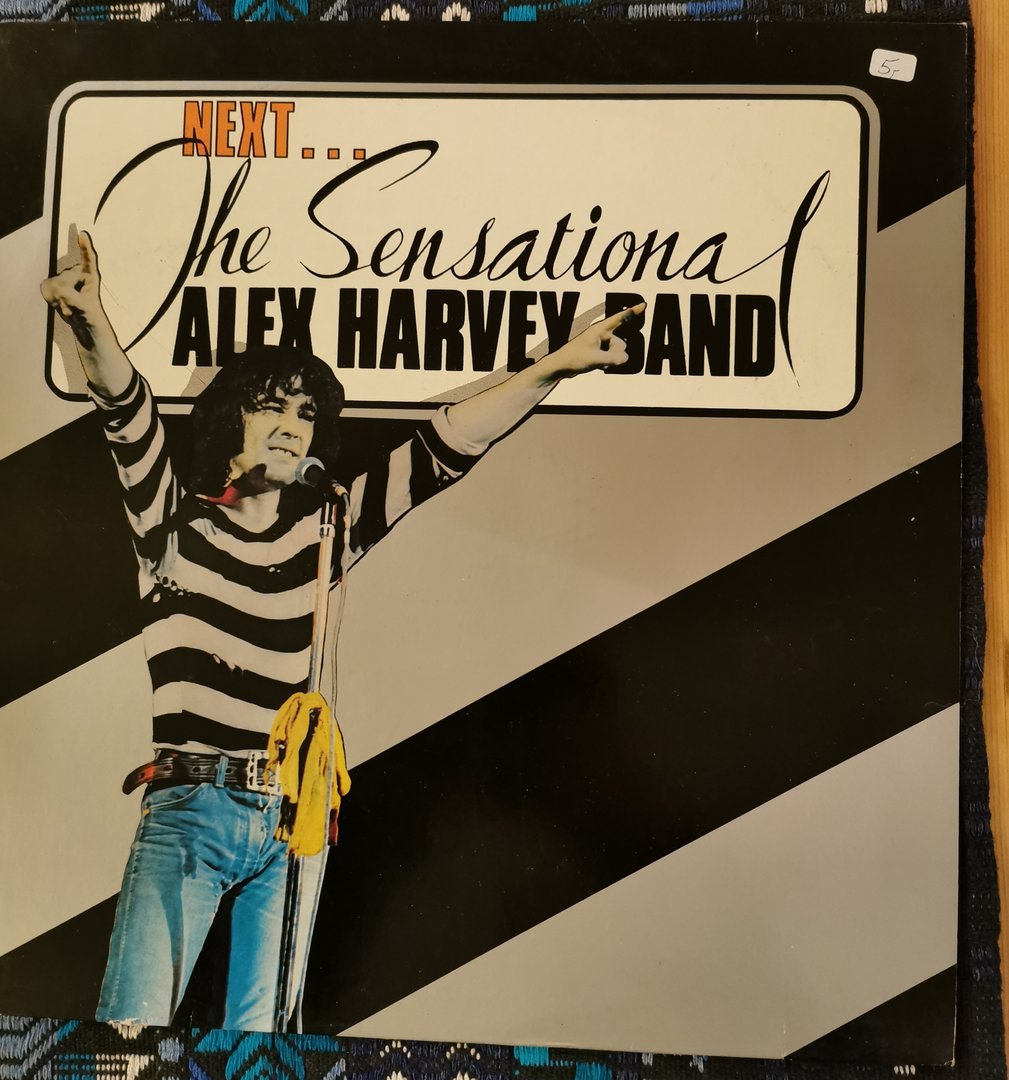 5,-
NEXT...
The Sensational
ALEX HARVEY BAND